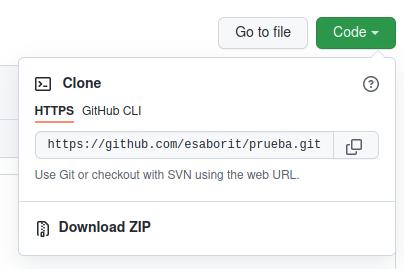 Go to file Code
Clone
HTTPS GitHub CLI
https://github.com/esaborit/prueba.git
Use Git or checkout with SVN using the web URL.
Download ZIP